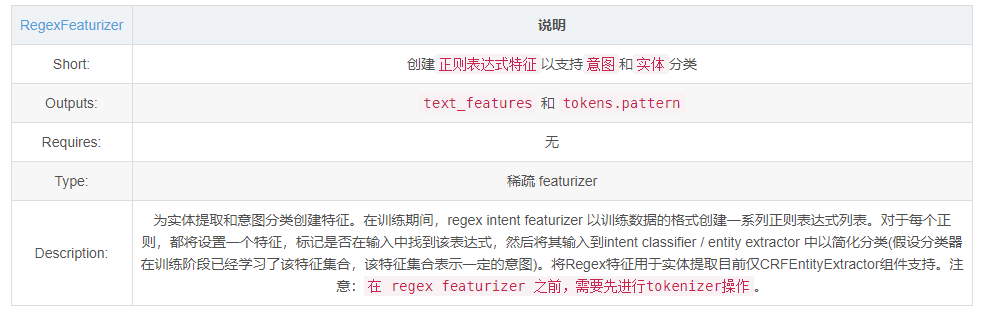 RegexFeaturizer 说明
Short: 创建 正则表达式特征 以支持 意图 和 实体 分类
Outputs: text_features 和 tokens.pattern
Requires: 无
Type: 稀疏 featurizer
为实体提取和意图分类创建特征。在训练期间，regex intent featurizer 以训练数据的格式创建一系列正则表达式列表。对于每个正
则，都将设置一个特征，标记是否在输入中找到该表达式，然后将其输入到intent classifier / entity extractor 中以简化分类(假设分类器
Description: 在训练阶段已经学习了该特征集合，该特征集合表示一定的意图)。将Regex特征用于实体提取目前仅CRFEntityExtractor组件支持。注
意： 在 regex featurizer 之前，需要先进行tokenizer操作 。